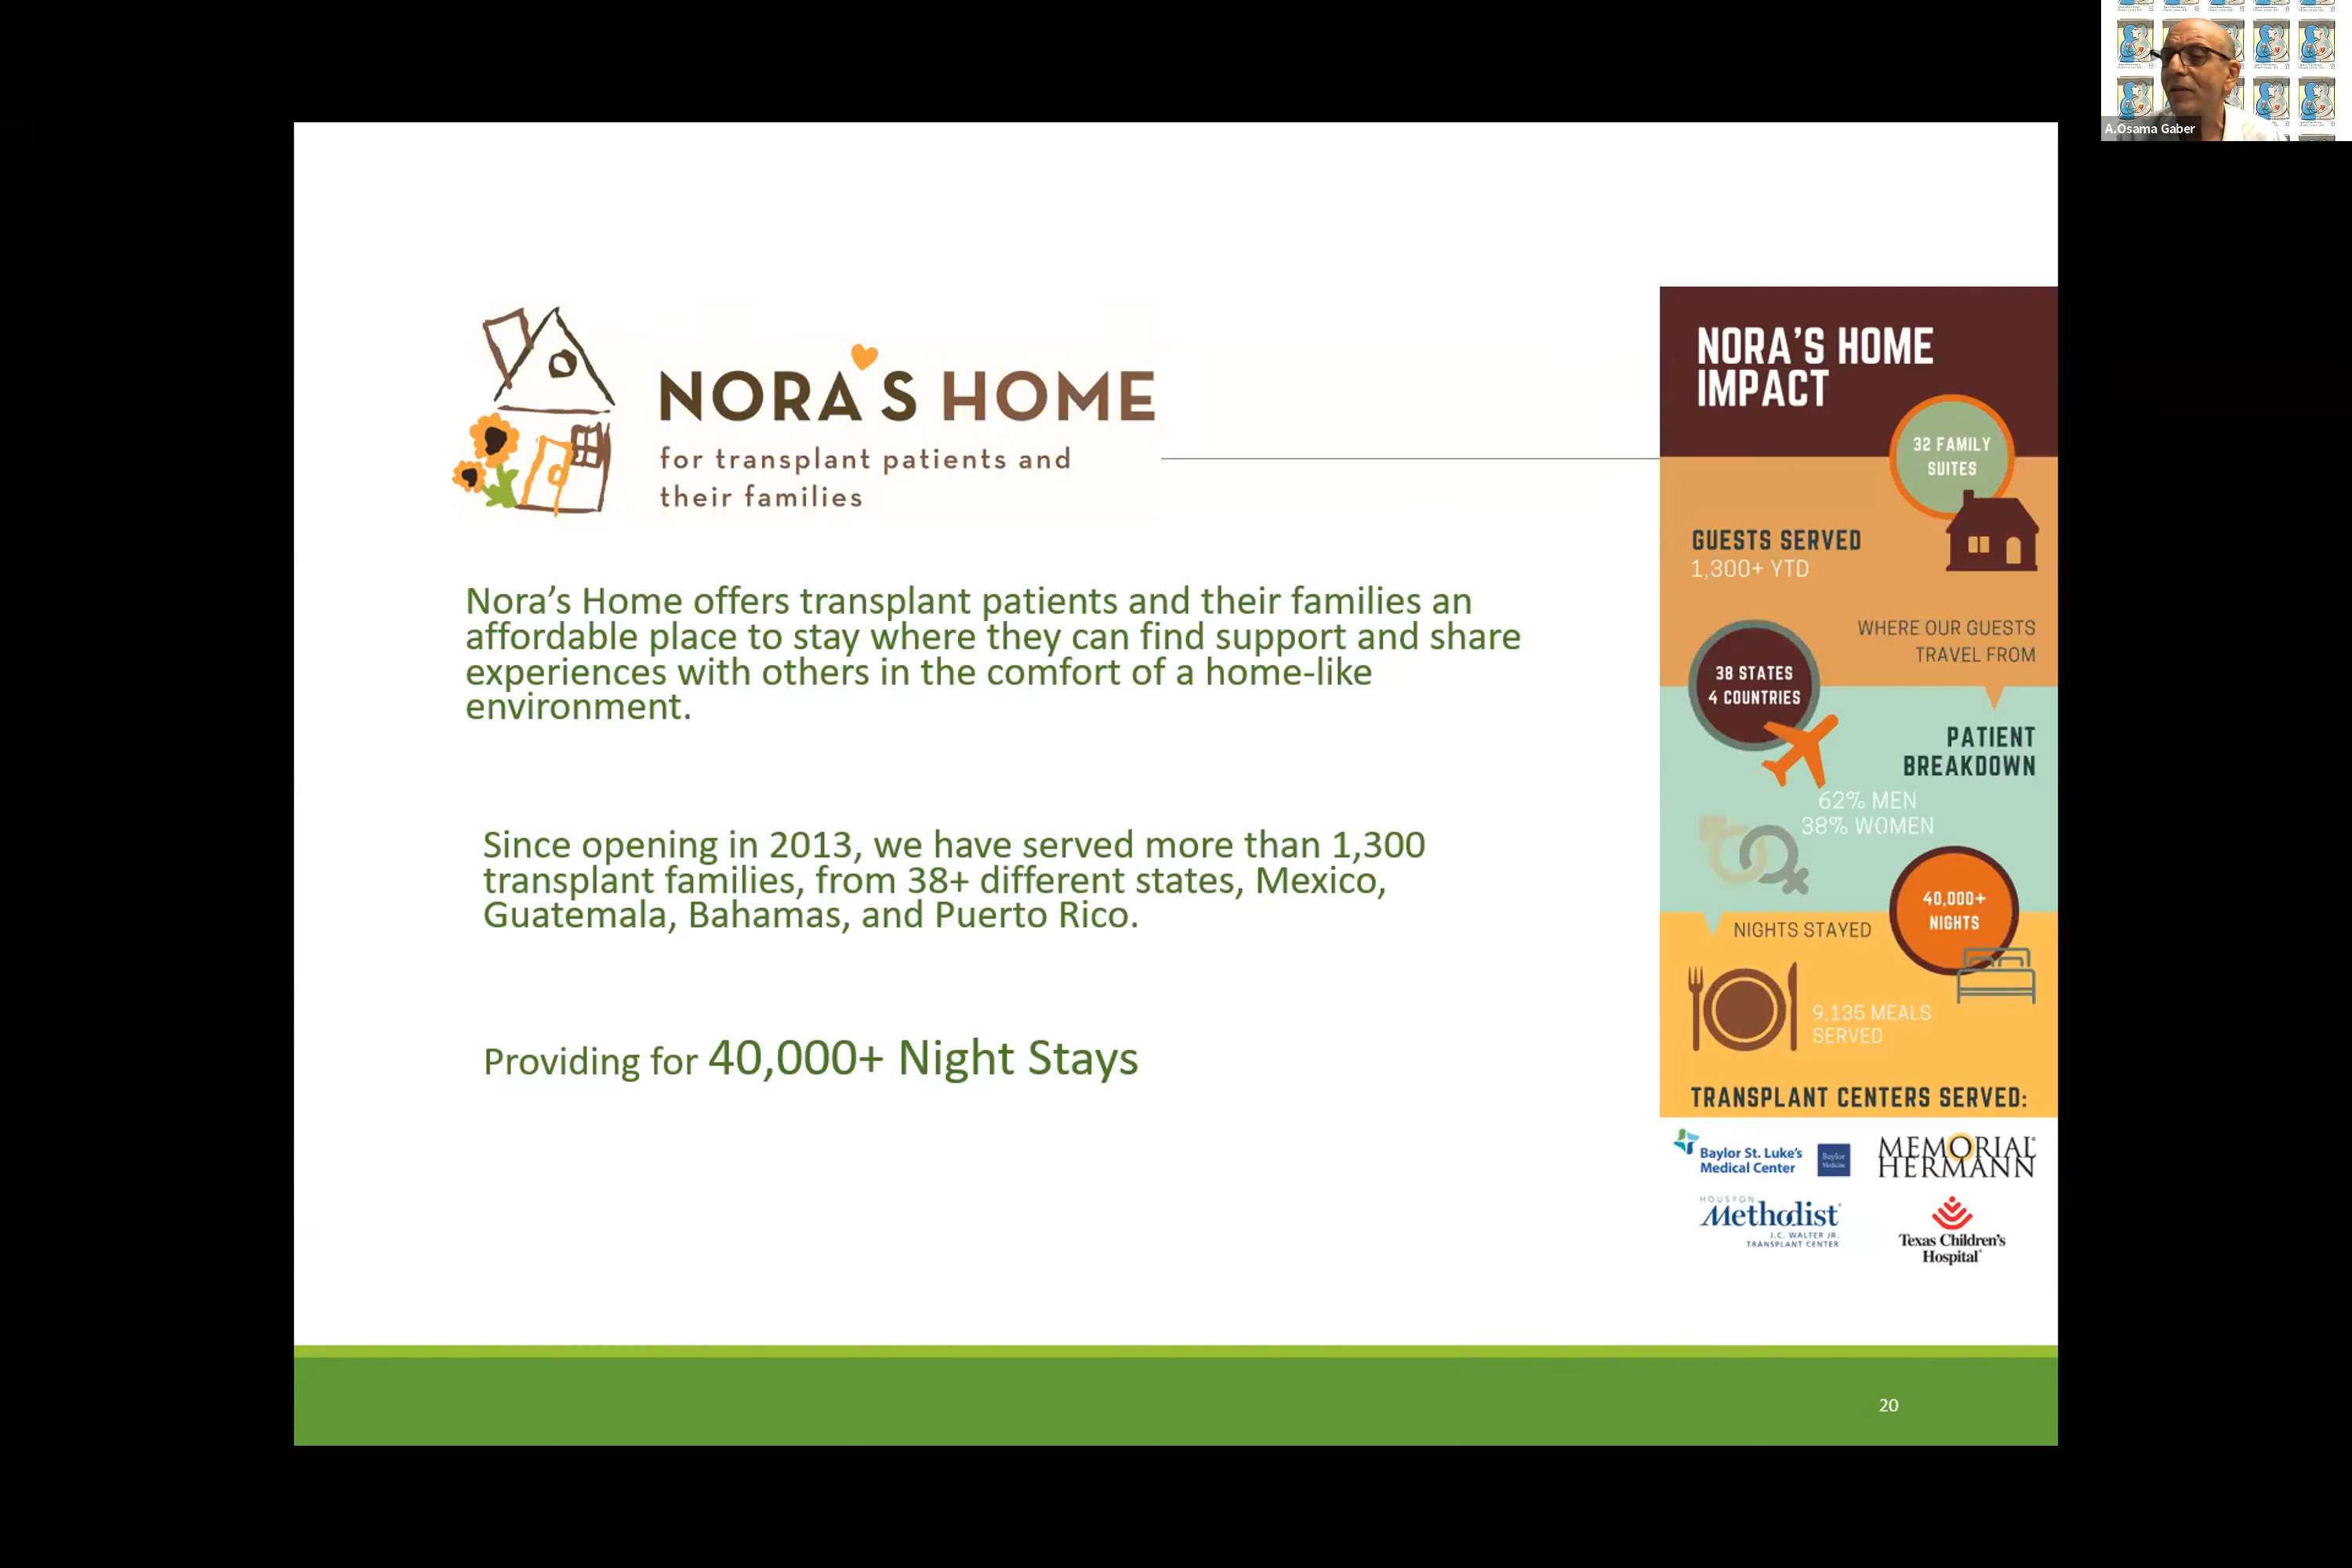 A.Osama Gaber
NORA'S HOME
for transplant patients and
their families
Nora's Home offers transplant patients and their families an
affordable place to stay where they can find support and share
experiences with others in the comfort of a home-like
environment.
Since opening in 2013, we have served more than 1,300
transplant families, from 38+ different states, Mexico,
Guatemala, Bahamas, and Puerto Rico.
Providing for 40,000+ Night Stays
NORA'S HOME
IMPACT
32 FAMILY
SUITES
GUESTS SERVED
1,300+ YTD
WHERE OUR GUESTS
TRAVEL FROM
38 STATES
4 COUNTRIES
PATIENT
BREAKDOWN
62% MEN
38% WOMEN
40,000+
NIGHTS
NIGHTS STAYED
9,135 MEALS
SERVED
TRANSPLANT CENTERS SERVED:
Baylor St. Luke's
Medical Center
Baylor
Medicine
MEMORIAL
HERMANN
HOUSTON
Methodist
J.C. WALTER JR.
TRANSPLANT CENTER
Texas Children's
Hospital
20